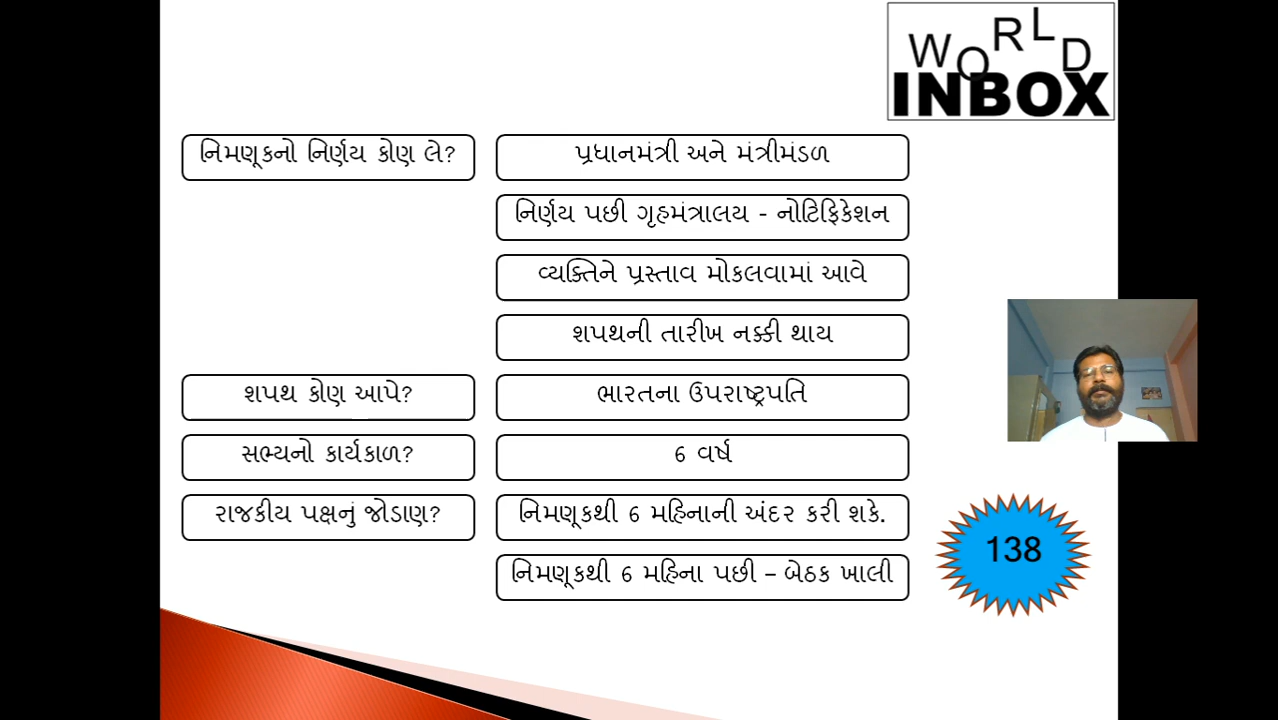 WORLD
INBOX
નિમણૂકનો નિર્ણય કોણ લે?
પ્રધાનમંત્રી અને મંત્રીમંડળ
નિર્ણય પછી ગૃહમંત્રાલય - નોટિફિકેશન
વ્યક્તિને પ્રસ્તાવ મોકલવામાં આવે
શપથની તારીખ નક્કી થાય
શપથ કોણ આપે?
ભારતના ઉપરાષ્ટ્રપતિ
સભ્યનો કાર્યકાળ?
6 વર્ષ
રાજકીય પક્ષનું જોડાણ?
નિમણૂકથી 6 મહિનાની અંદર કરી શકે.
નિમણૂકથી 6 મહિના પછી – બેઠક ખાલી
138